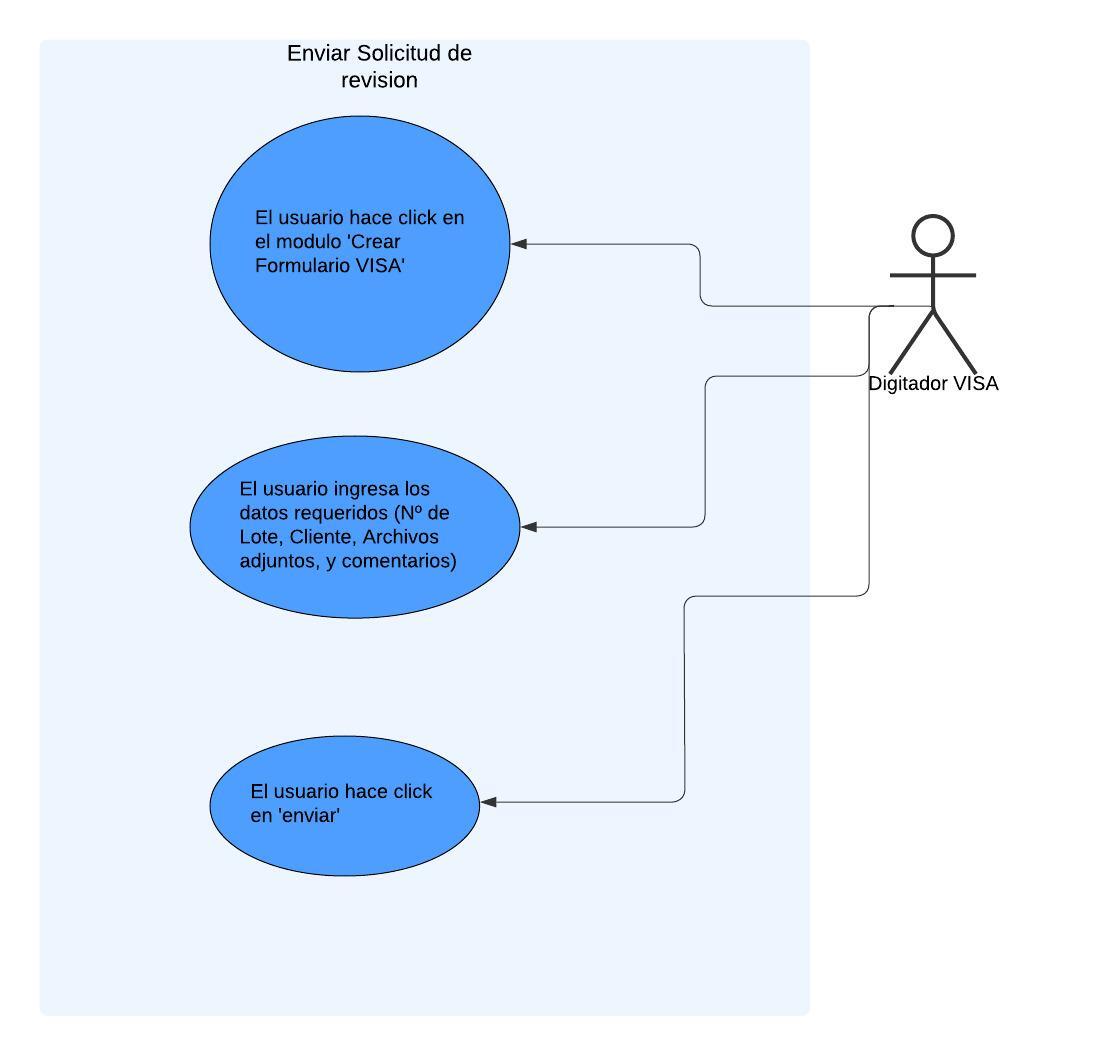 Enviar Solicitud de
revision
El usuario hace click en
el modulo 'Crear
Formulario VISA'
Digitador VISA
El usuario ingresa los
datos requeridos (Nº de
Lote, Cliente, Archivos
adjuntos, y comentarios)
El usuario hace click
en 'enviar'